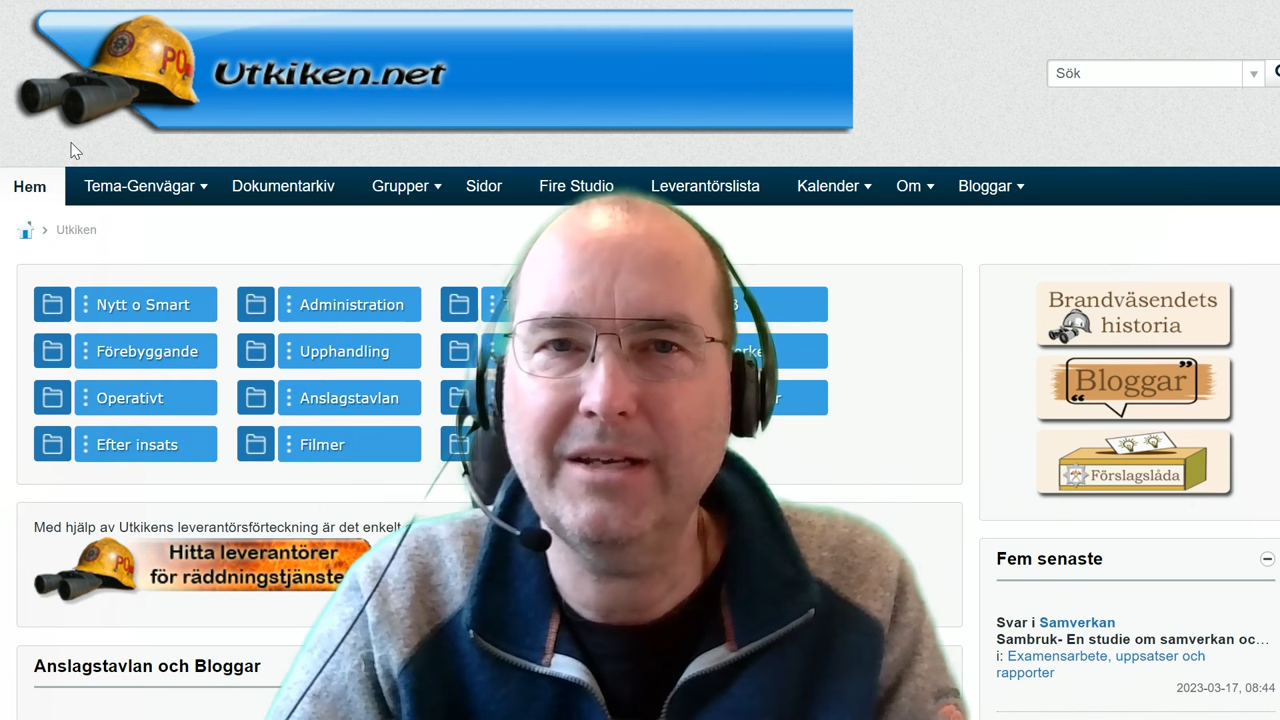 PÖ
Utkiken.net
Sök
Hem
Tema-Genvägar
Dokumentarkiv
Grupper
Sidor
Fire Studio
Leverantörslista
Kalender
Om
Bloggar
Utkiken
Nytt o Smart
Administration
Förebyggande
Upphandling
Operativt
Anslagstavlan
Efter insats
Filmer
Brandväsendets
historia
Bloggar
Förslagslåda
Med hjälp av Utkikens leverantörsförteckning är det enkelt
Hitta leverantörer
för räddningstjänste
Anslagstavlan och Bloggar
Fem senaste
Svar i Samverkan
Sambruk- En studie om samverkan oc...
i: Examensarbete, uppsatser och
rapporter
2023-03-17, 08:44